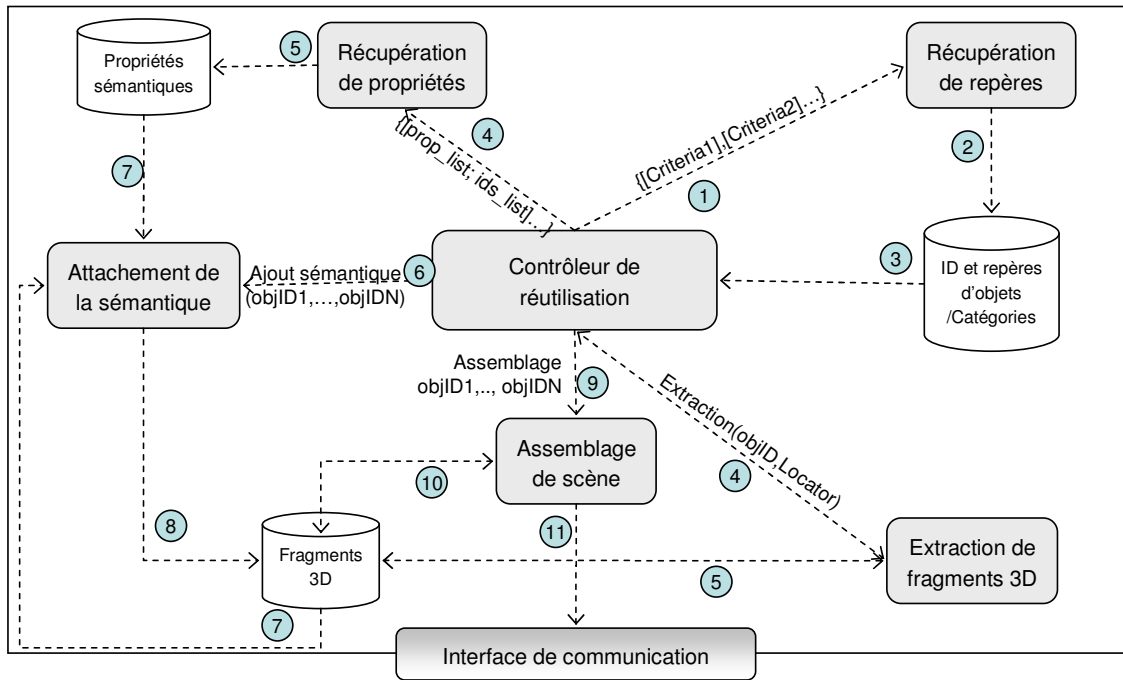 Propriétés
sémantiques
5
Récupération
de propriétés
Récupération
de repères
4
{[prop_list; ids_list]…}
{[Criteria1],[Criteria2]…}
1
2
7
Attachement de
la sémantique
Ajout sémantique
(objID1,…,objIDN)
6
Contrôleur de
réutilisation
3
ID et repères
d’objets
/Catégories
Assemblage
objID1,.., objIDN
9
Extraction(objID,Locator)
4
Assemblage
de scène
10
11
8
Fragments
3D
5
Extraction de
fragments 3D
7
Interface de communication